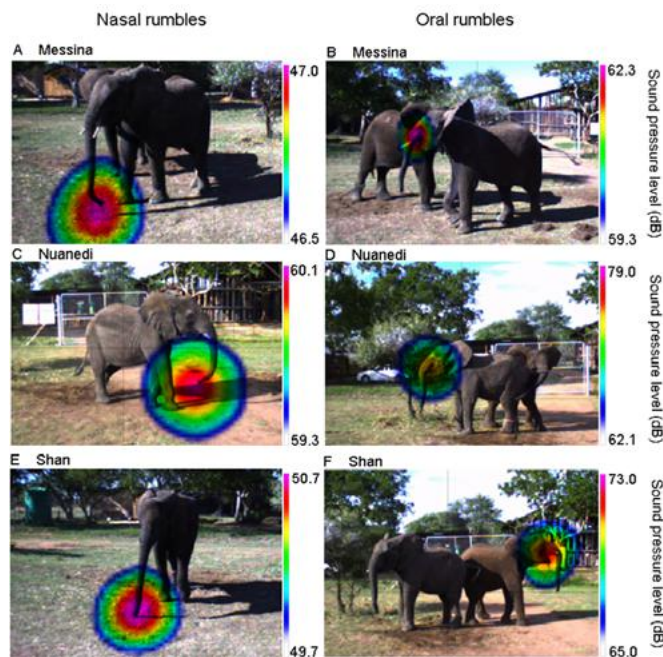 Nasal rumbles
Oral rumbles
A Messina
47.0
46.5
B Messina
62.3
59.3
Sound pressure level (dB)
C Nuanedi
60.1
59.3
D Nuanedi
79.0
62.1
Sound pressure level (dB)
E Shan
50.7
49.7
F Shan
73.0
65.0
Sound pressure level (dB)